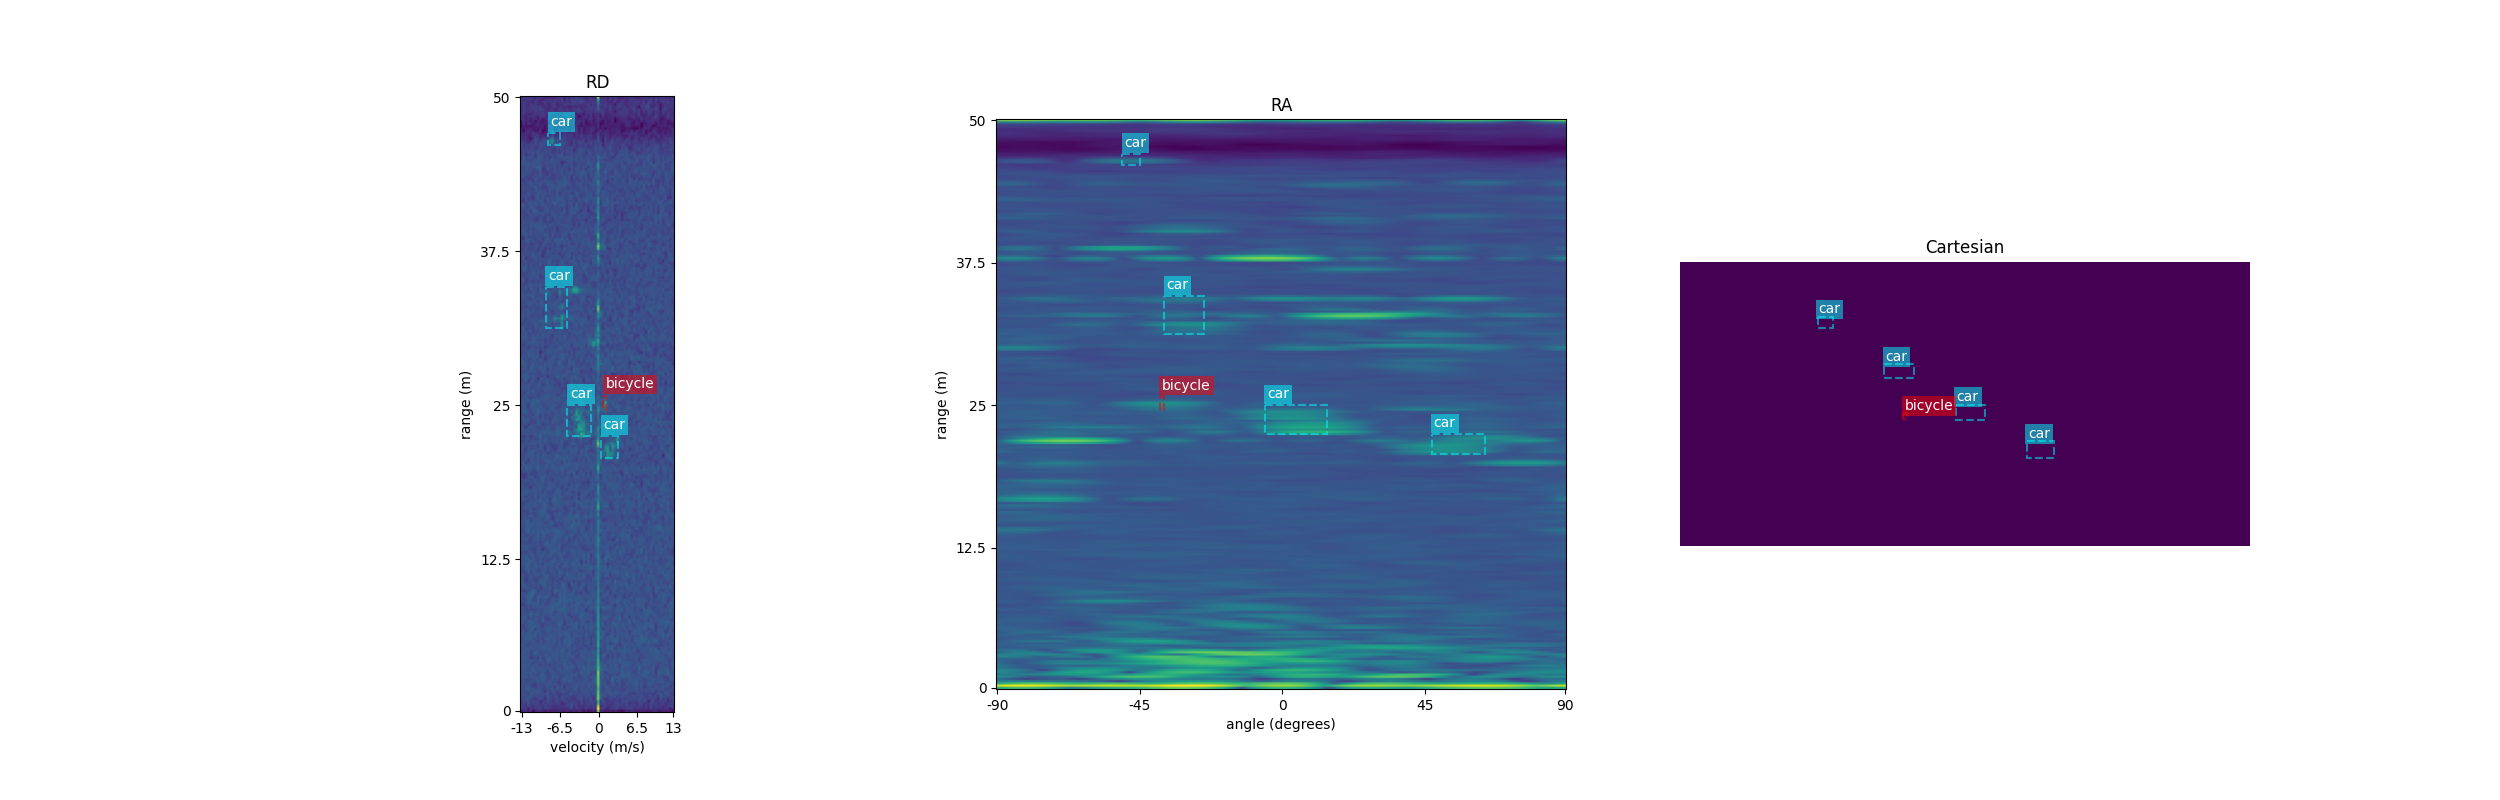 RD
50
37.5
25
12.5
0
range (m)
-13 -6.5 0 6.5 13
velocity (m/s)
car
car
bicycle
car
car
RA
50
37.5
25
12.5
0
range (m)
-90 -45 0 45 90
angle (degrees)
car
car
bicycle
car
car
Cartesian
car
car
car
bicycle
car